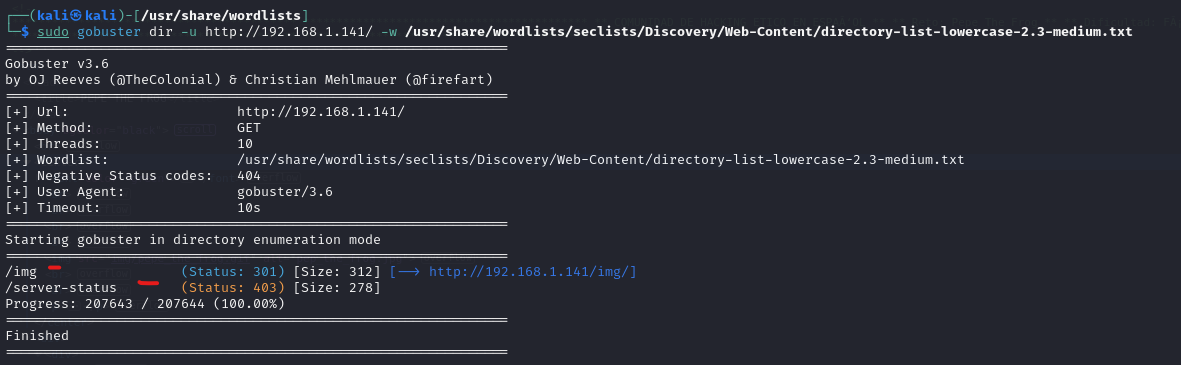 ┌──(kali㉿kali)-[/usr/share/wordlists]
└─$ sudo gobuster dir -u http://192.168.1.141/ -w /usr/share/wordlists/seclists/Discovery/Web-Content/directory-list-lowercase-2.3-medium.txt
===============================================================
Gobuster v3.6
by OJ Reeves (@TheColonial) & Christian Mehlmauer (@firefart)
===============================================================
[+] Url:                     http://192.168.1.141/
[+] Method:                  GET
[+] Threads:                 10
[+] Wordlist:                /usr/share/wordlists/seclists/Discovery/Web-Content/directory-list-lowercase-2.3-medium.txt
[+] Negative Status codes:   404
[+] User Agent:              gobuster/3.6
[+] Timeout:                 10s
===============================================================
Starting gobuster in directory enumeration mode
===============================================================
/img                  (Status: 301) [Size: 312] [--> http://192.168.1.141/img/]
/server-status        (Status: 403) [Size: 278]
Progress: 207643 / 207644 (100.00%)
===============================================================
Finished
===============================================================